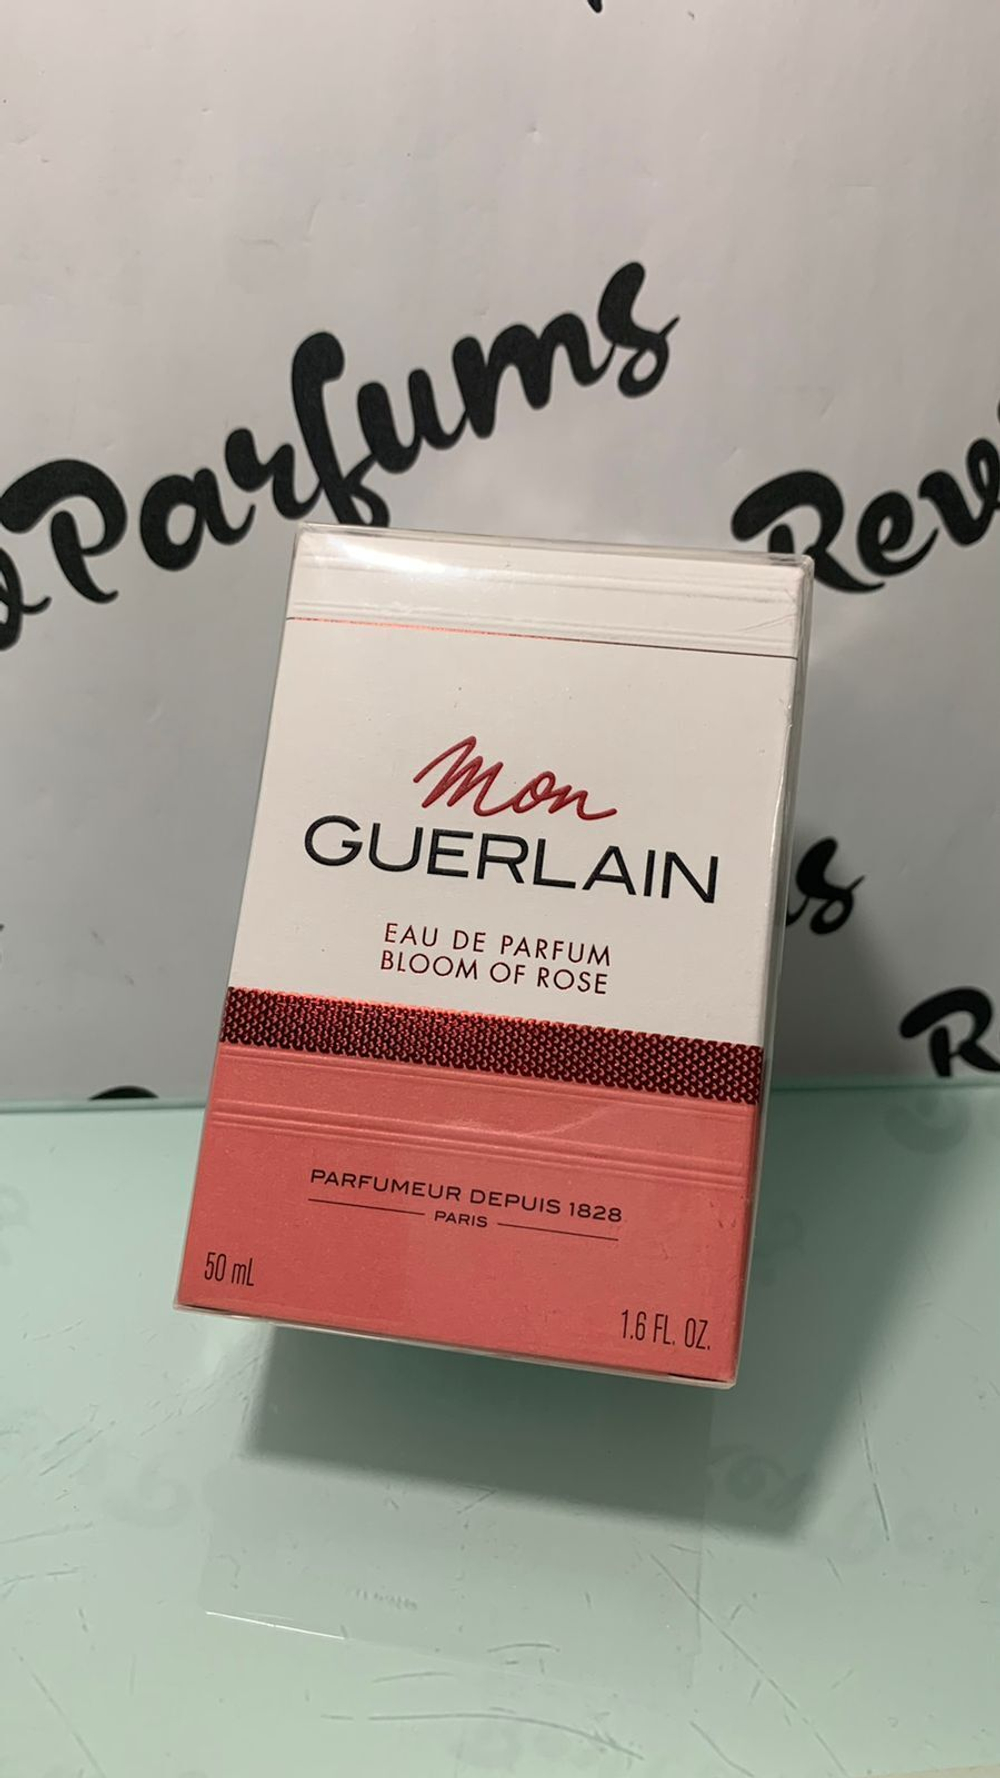 Parfums
Mon
GUERLAIN
EAU DE PARFUM
BLOOM OF ROSE
PARFUMEUR DEPUIS 1828
PARIS
50 mL
1.6 FL. OZ.